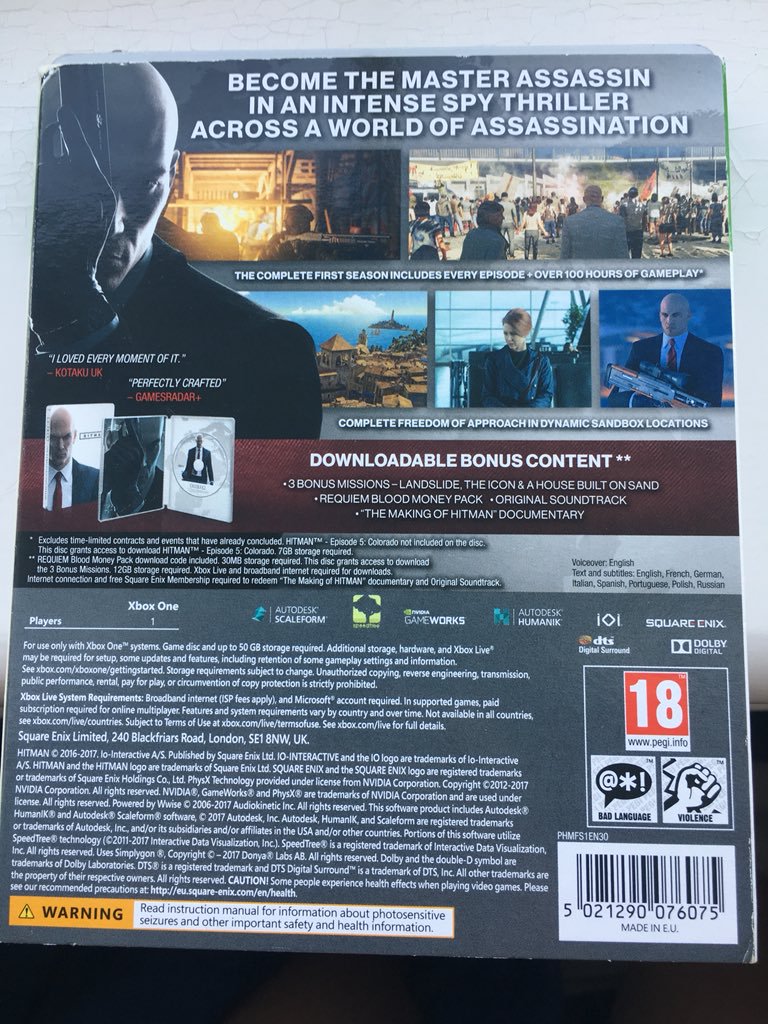 BECOME THE MASTER ASSASSIN
IN AN INTENSE SPY THRILLER
ACROSS A WORLD OF ASSASSINATION
THE COMPLETE FIRST SEASON INCLUDES EVERY EPISODE + OVER 100 HOURS OF GAMEPLAY*
"I LOVED EVERY MOMENT OF IT."
– KOTAKU UK
"PERFECTLY CRAFTED"
– GAMESRADAR+
COMPLETE FREEDOM OF APPROACH IN DYNAMIC SANDBOX LOCATIONS
HITMAN
DOWNLOADABLE BONUS CONTENT **
• 3 BONUS MISSIONS – LANDSLIDE, THE ICON & A HOUSE BUILT ON SAND
• REQUIEM BLOOD MONEY PACK • ORIGINAL SOUNDTRACK
• "THE MAKING OF HITMAN" DOCUMENTARY
* Excludes time-limited contracts and events that have already concluded. HITMAN™ - Episode 5: Colorado not included on the disc.
This disc grants access to download HITMAN™ - Episode 5: Colorado. 7GB storage required.
** REQUIEM Blood Money Pack download code included. 30MB storage required. This disc grants access to download
the 3 Bonus Missions. 12GB storage required. Xbox Live and broadband internet required for downloads.
Internet connection and free Square Enix Membership required to redeem "The Making of HITMAN" documentary and Original Soundtrack.
Voiceover: English
Text and subtitles: English, French, German,
Italian, Spanish, Portuguese, Polish, Russian
Xbox One
Players 1
AUTODESK® SCALEFORM®
speedtree
NVIDIA GAMEWORKS
AUTODESK® HUMANIK®
IOI
SQUARE ENIX.
dts Digital Surround
DOLBY DIGITAL
For use only with Xbox One™ systems. Game disc and up to 50 GB storage required. Additional storage, hardware, and Xbox Live®
may be required for setup, some updates and features, including retention of some gameplay settings and information.
See xbox.com/xboxone/gettingstarted. Storage requirements subject to change. Unauthorized copying, reverse engineering, transmission,
public performance, rental, pay for play, or circumvention of copy protection is strictly prohibited.
Xbox Live System Requirements: Broadband internet (ISP fees apply), and Microsoft® account required. In supported games, paid
subscription required for online multiplayer. Features and system requirements vary by country and over time. Not available in all countries,
see xbox.com/live/countries. Subject to Terms of Use at xbox.com/live/termsofuse. See xbox.com/live for full details.
Square Enix Limited, 240 Blackfriars Road, London, SE1 8NW, UK.
HITMAN © 2016-2017. Io-Interactive A/S. Published by Square Enix Ltd. IO-INTERACTIVE and the IO logo are trademarks of Io-Interactive
A/S. HITMAN and the HITMAN logo are trademarks of Square Enix Ltd. SQUARE ENIX and the SQUARE ENIX logo are registered trademarks
or trademarks of Square Enix Holdings Co., Ltd. PhysX Technology provided under license from NVIDIA Corporation. Copyright ©2012-2017
NVIDIA Corporation. All rights reserved. NVIDIA®, GameWorks® and PhysX® are trademarks of NVIDIA Corporation and are used under
license. All rights reserved. Powered by Wwise © 2006-2017 Audiokinetic Inc. All rights reserved. This software product includes Autodesk®
HumanIK® and Autodesk® Scaleform® software, © 2017 Autodesk, Inc. Autodesk, HumanIK, and Scaleform are registered trademarks
or trademarks of Autodesk, Inc., and/or its subsidiaries and/or affiliates in the USA and/or other countries. Portions of this software utilize
SpeedTree® technology (©2011-2017 Interactive Data Visualization, Inc.). SpeedTree® is a registered trademark of Interactive Data Visualization,
Inc. All rights reserved. Uses Simplygon ®, Copyright © – 2017 Donya® Labs AB. All rights reserved. Dolby and the double-D symbol are
trademarks of Dolby Laboratories. DTS® is a registered trademark and DTS Digital Surround™ is a trademark of DTS, Inc. All other trademarks are
the property of their respective owners. All rights reserved. CAUTION! Some people experience health effects when playing video games. Please
see our recommended precautions at: http://eu.square-enix.com/en/health.
18
www.pegi.info
@*!
BAD LANGUAGE
VIOLENCE
PHMFS1EN30
5 021290 076075
MADE IN E.U.
WARNING
Read instruction manual for information about photosensitive
seizures and other important safety and health information.